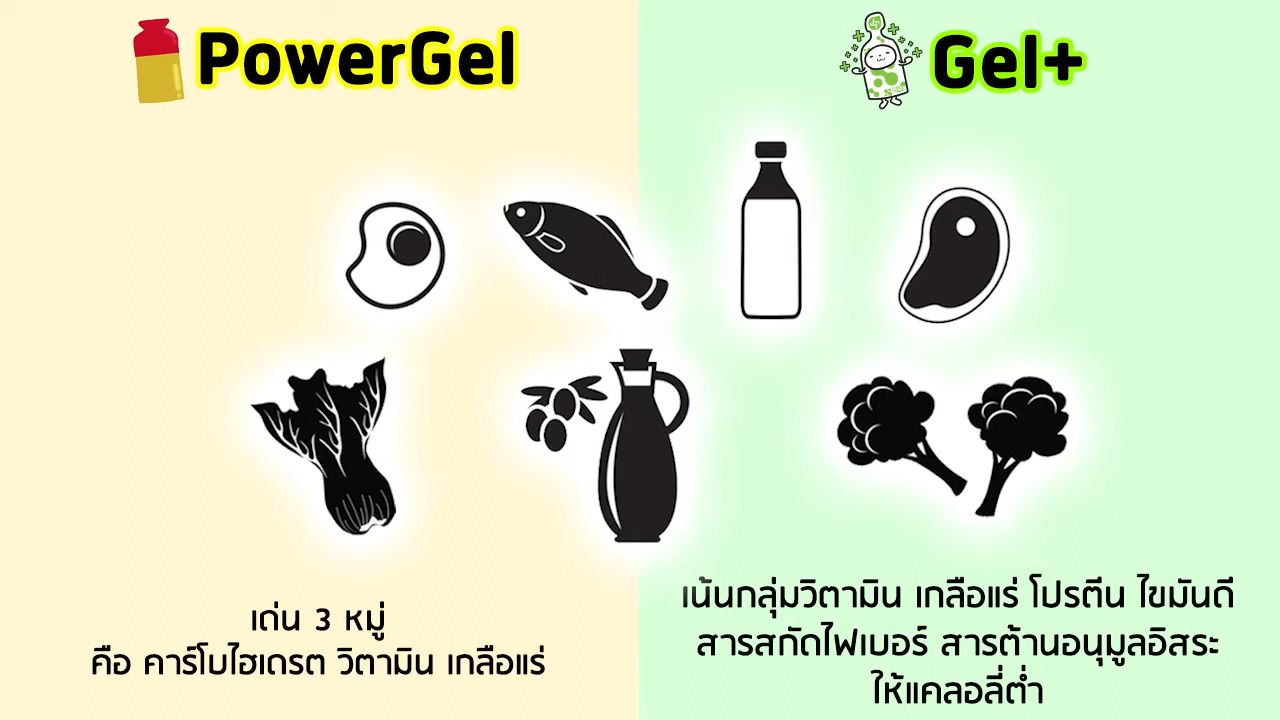 PowerGel
Gel+
เด่น 3 หมู่
คือ คาร์โบไฮเดรต วิตามิน เกลือแร่
เน้นกลุ่มวิตามิน เกลือแร่ โปรตีน ไขมันดี
สารสกัดไฟเบอร์ สารต้านอนุมูลอิสระ
ให้แคลอลี่ต่ำ